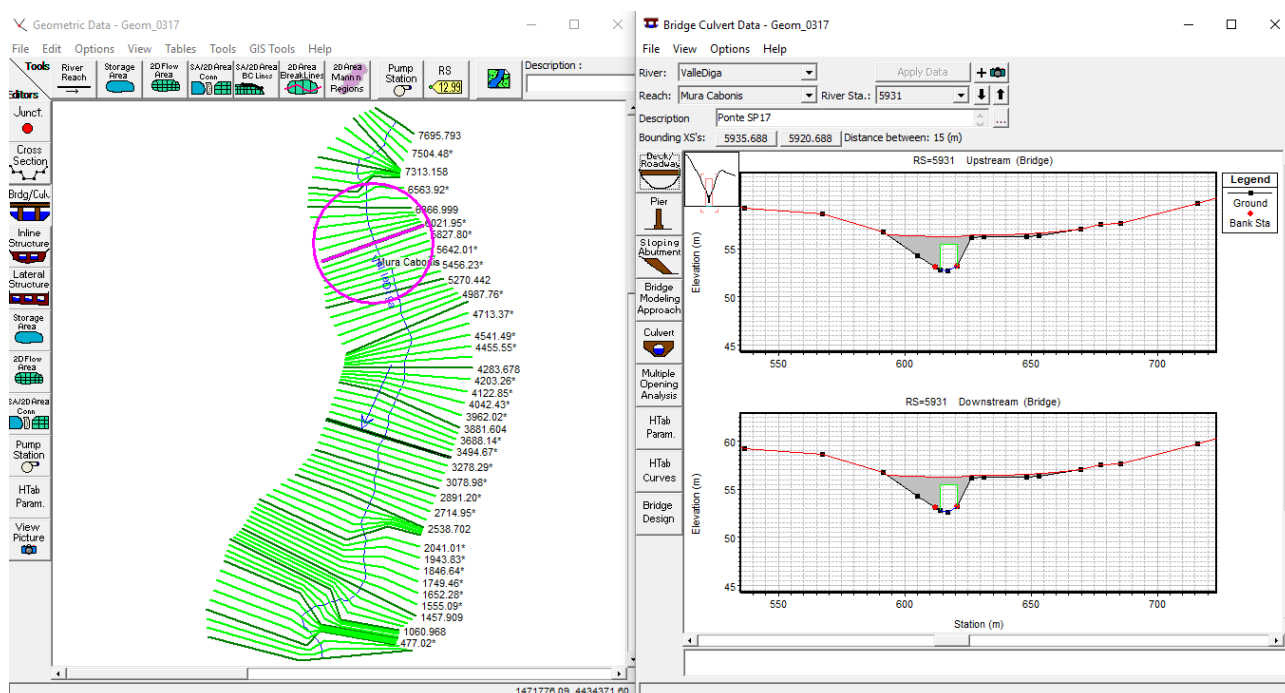 Geometric Data - Geom_0317
File Edit Options View Tables Tools GIS Tools Help
Tools
Editors
River
Reach
Storage
Area
2D Flow
Area
SA/2D Area
Conn
SA/2D Area
BC Lines
2D Area
BreakLines
2D Area
Mann n
Regions
Pump
Station
RS
12.99
Description :
Junct.
Cross
Section
Brdg/Culv
Inline
Structure
Lateral
Structure
Storage
Area
2D Flow
Area
SA/2D Area
Conn
Pump
Station
HTab
Param.
View
Picture
7695.793
7504.48*
7313.158
6563.92*
6366.999
6021.95*
5827.80*
5642.01*
Mura Cabonis
5456.23*
5270.442
4987.76*
4713.37*
4541.49*
4455.55*
4283.678
4203.26*
4122.85*
4042.43*
3962.02*
3881.604
3688.14*
3494.67*
3278.29*
3078.98*
2891.20*
2714.95*
2538.702
2041.01*
1943.83*
1846.64*
1749.46*
1652.28*
1555.09*
1457.909
1060.968
477.02*
1471776.09, 4434371.60
Bridge Culvert Data - Geom_0317
File View Options Help
River: ValleDiga Apply Data
Reach: Mura Cabonis River Sta.: 5931
Description Ponte SP17 ...
Bounding XS's: 5935.688 5920.688 Distance between: 15 (m)
Deck/
Roadway
Pier
Sloping
Abutment
Bridge
Modeling
Approach
Culvert
Multiple
Opening
Analysis
HTab
Param.
HTab
Curves
Bridge
Design
RS=5931 Upstream (Bridge)
Elevation (m)
55
50
45
550 600 650 700
Legend
Ground
Bank Sta
RS=5931 Downstream (Bridge)
Elevation (m)
60
55
50
45
550 600 650 700
Station (m)